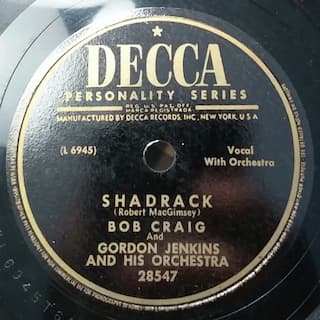 DECCA
PERSONALITY SERIES
REG. U.S. PAT. OFF.
MARCA REGISTRADA
MANUFACTURED BY DECCA RECORDS, INC., NEW YORK, U S A
(L 6945)
Vocal
With Orchestra
SHADRACK
(Robert MacGimsey)
BOB CRAIG
And
GORDON JENKINS
AND HIS ORCHESTRA
28547